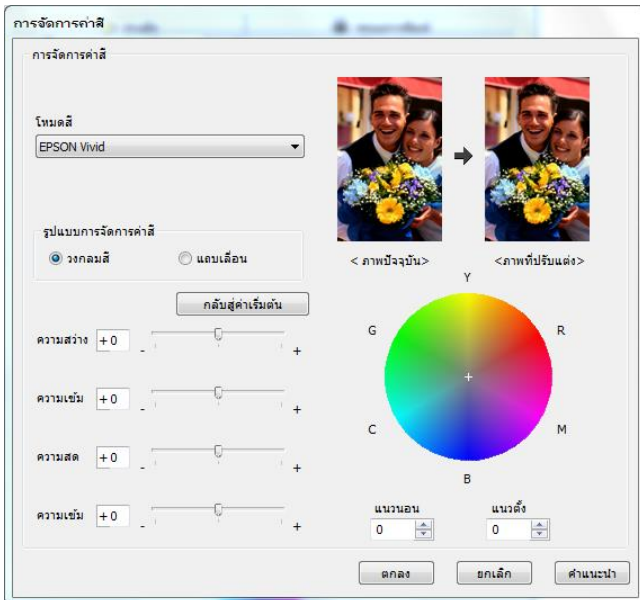 การจัดการค่าสี
การจัดการค่าสี
โหมดสี
EPSON Vivid
< ภาพปัจจุบัน>
<ภาพที่ปรับแต่ง>
รูปแบบการจัดการค่าสี
วงกลมสี
แถบเลื่อน
กลับสู่ค่าเริ่มต้น
ความสว่าง +0 - +
ความเข้ม +0 - +
ความสด +0 - +
ความเข้ม +0 - +
Y
G R
C M
B
แนวนอน แนวตั้ง
0 0
ตกลง ยกเลิก คำแนะนำ